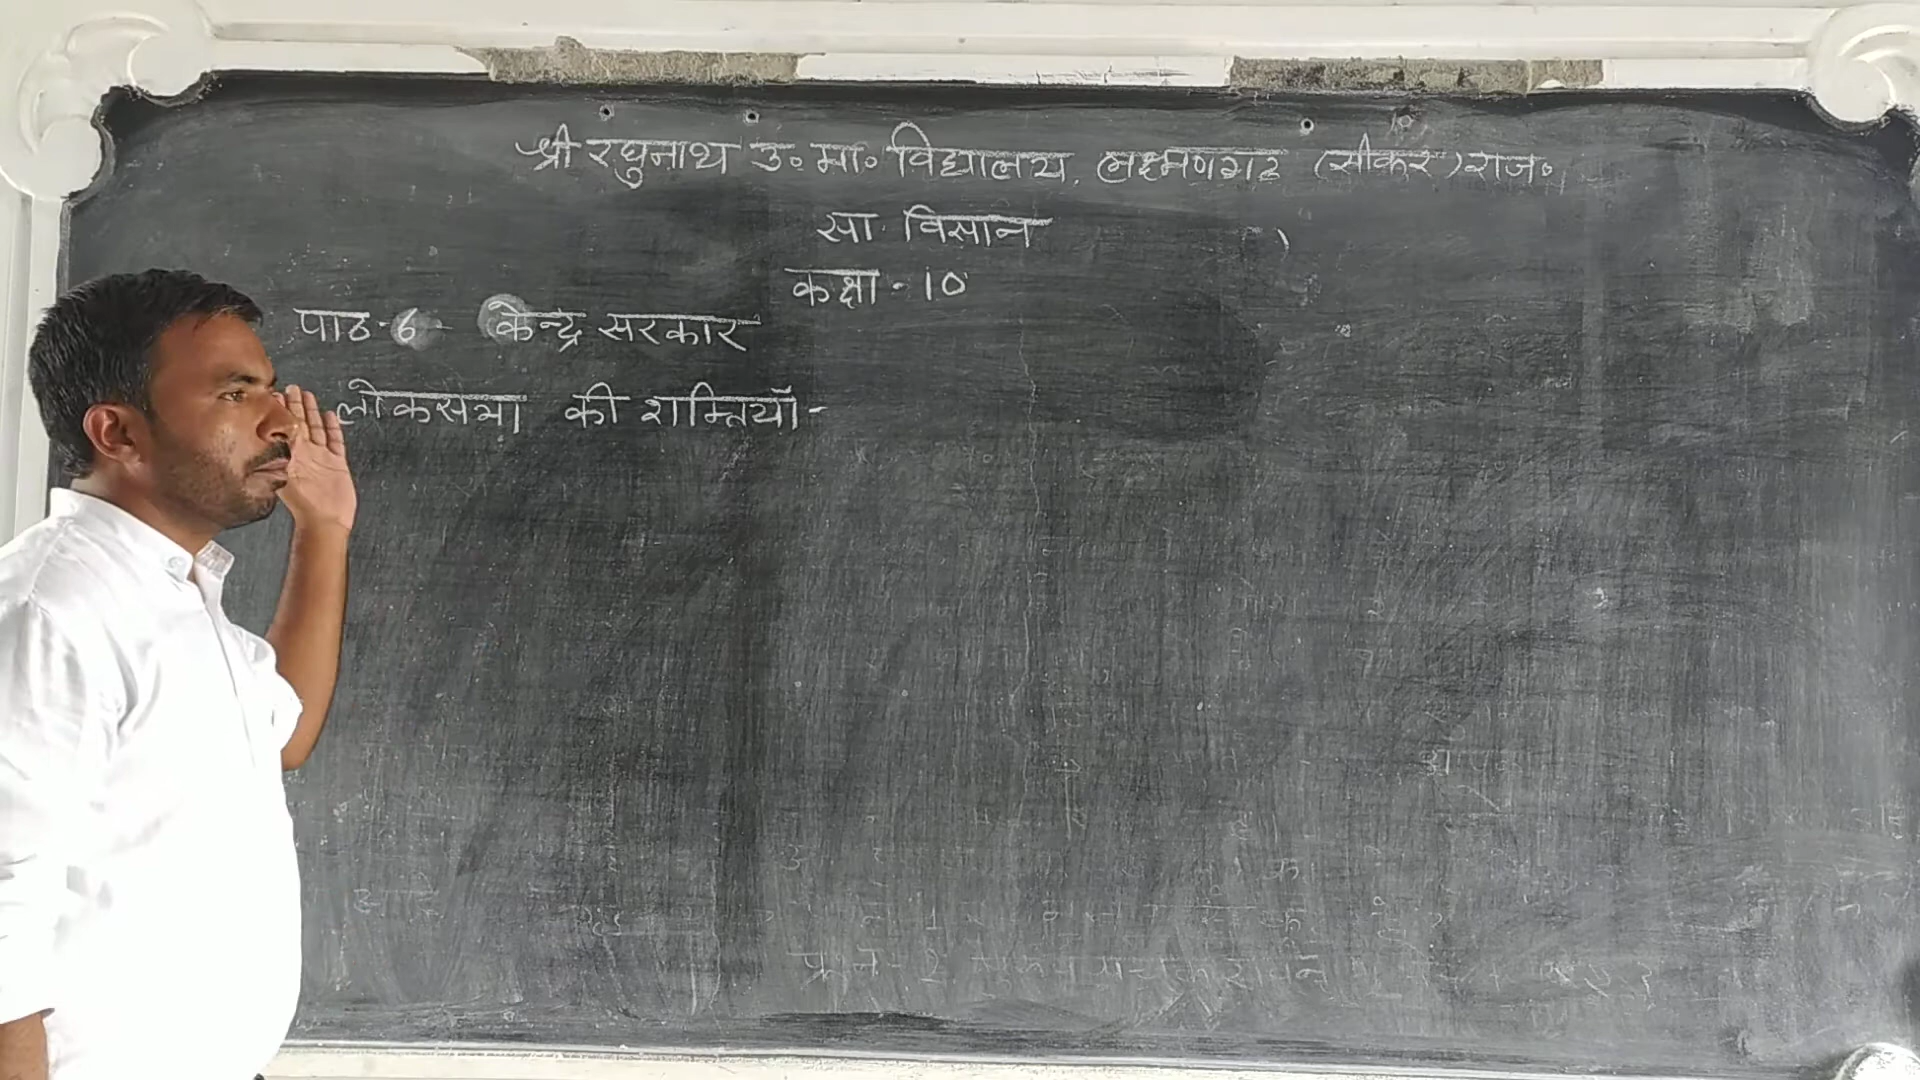 श्री रघुनाथ उ॰ मा॰ विद्यालय, लक्ष्मणगढ (सीकर) राज॰
सा. विज्ञान
कक्षा - 10
पाठ - 6 - केन्द्र सरकार
लोकसभा की शक्तियाँ -